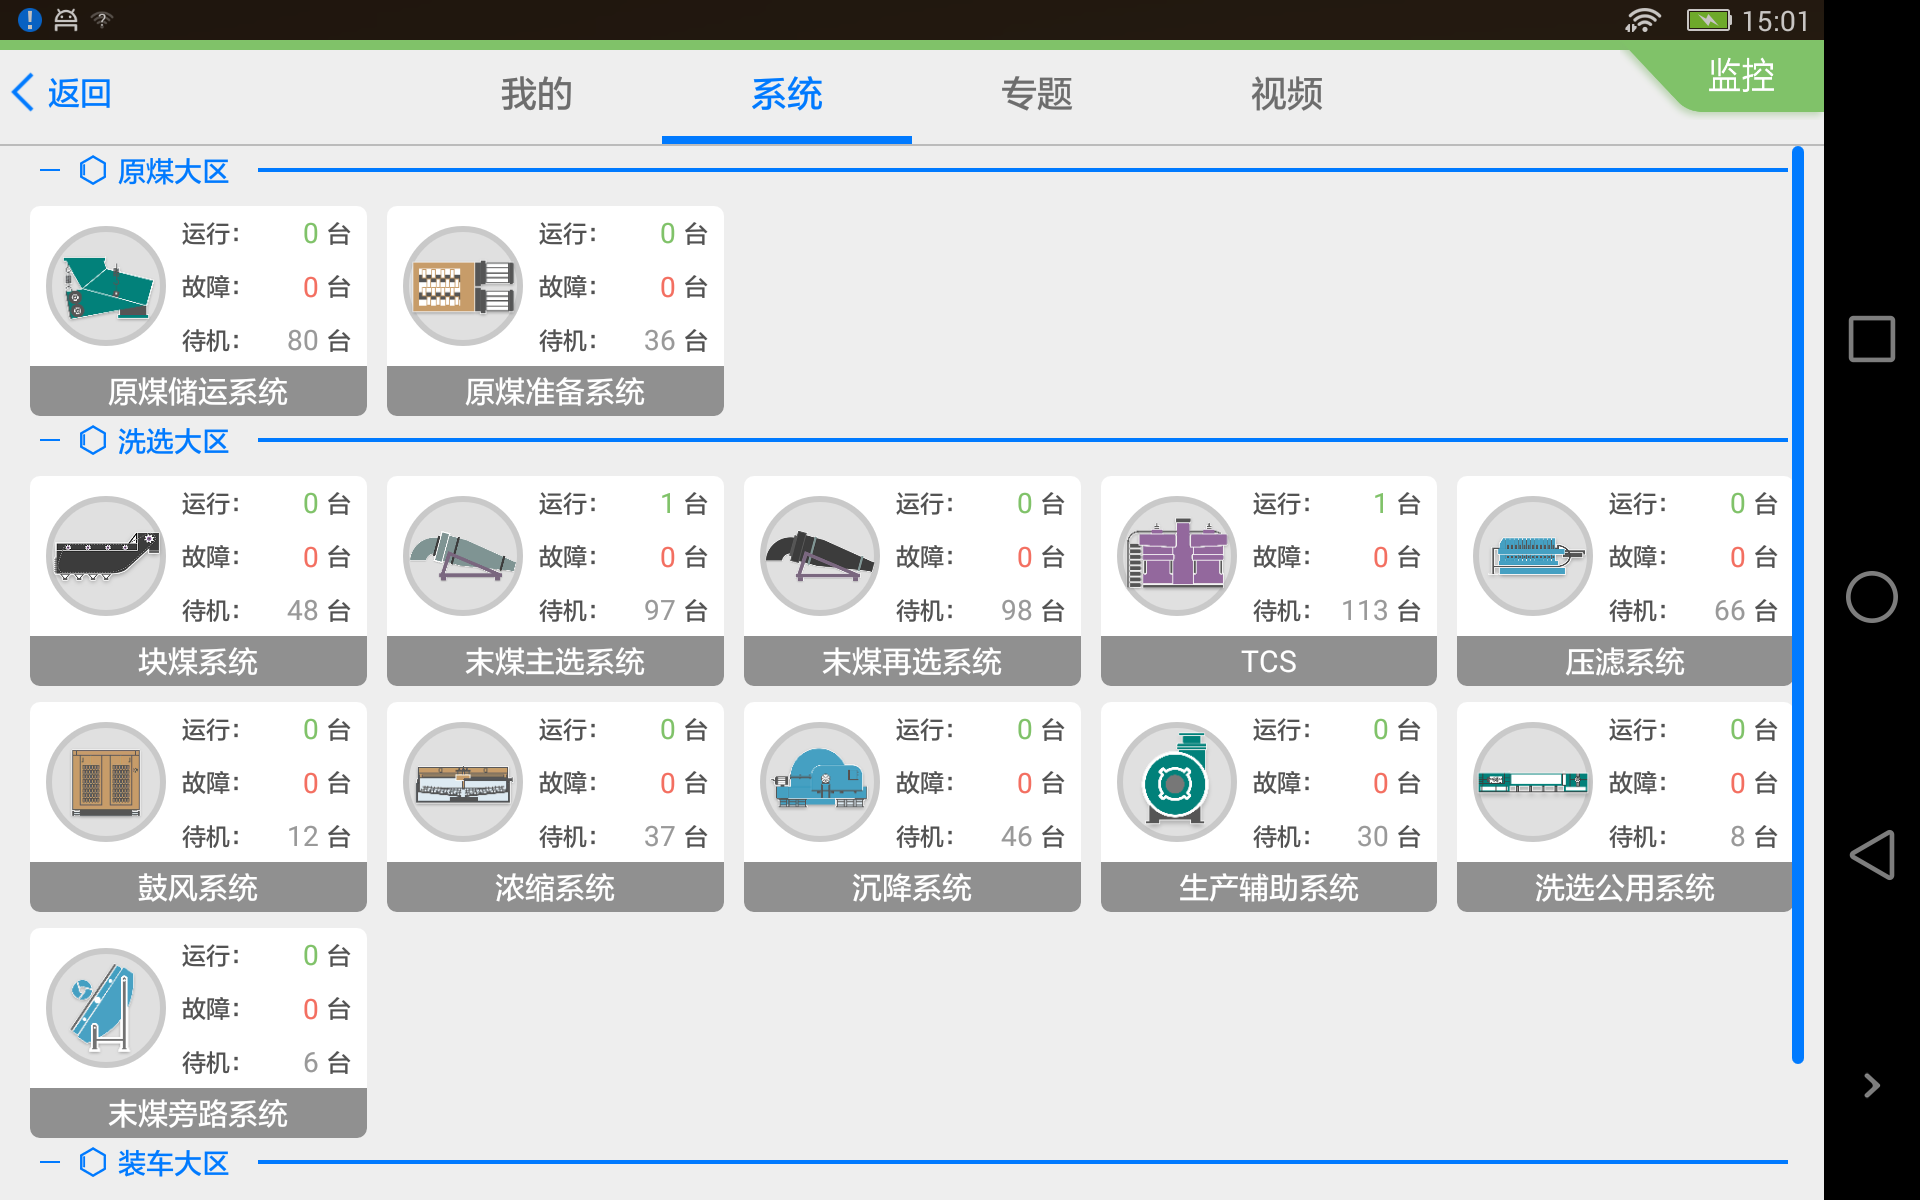 15:01
返回
我的
系统
专题
视频
监控
原煤大区
运行： 0 台
故障： 0 台
待机： 80 台
原煤储运系统
运行： 0 台
故障： 0 台
待机： 36 台
原煤准备系统
洗选大区
运行： 0 台
故障： 0 台
待机： 48 台
块煤系统
运行： 1 台
故障： 0 台
待机： 97 台
末煤主选系统
运行： 0 台
故障： 0 台
待机： 98 台
末煤再选系统
运行： 1 台
故障： 0 台
待机： 113 台
TCS
运行： 0 台
故障： 0 台
待机： 66 台
压滤系统
运行： 0 台
故障： 0 台
待机： 12 台
鼓风系统
运行： 0 台
故障： 0 台
待机： 37 台
浓缩系统
运行： 0 台
故障： 0 台
待机： 46 台
沉降系统
运行： 0 台
故障： 0 台
待机： 30 台
生产辅助系统
运行： 0 台
故障： 0 台
待机： 8 台
洗选公用系统
运行： 0 台
故障： 0 台
待机： 6 台
末煤旁路系统
装车大区